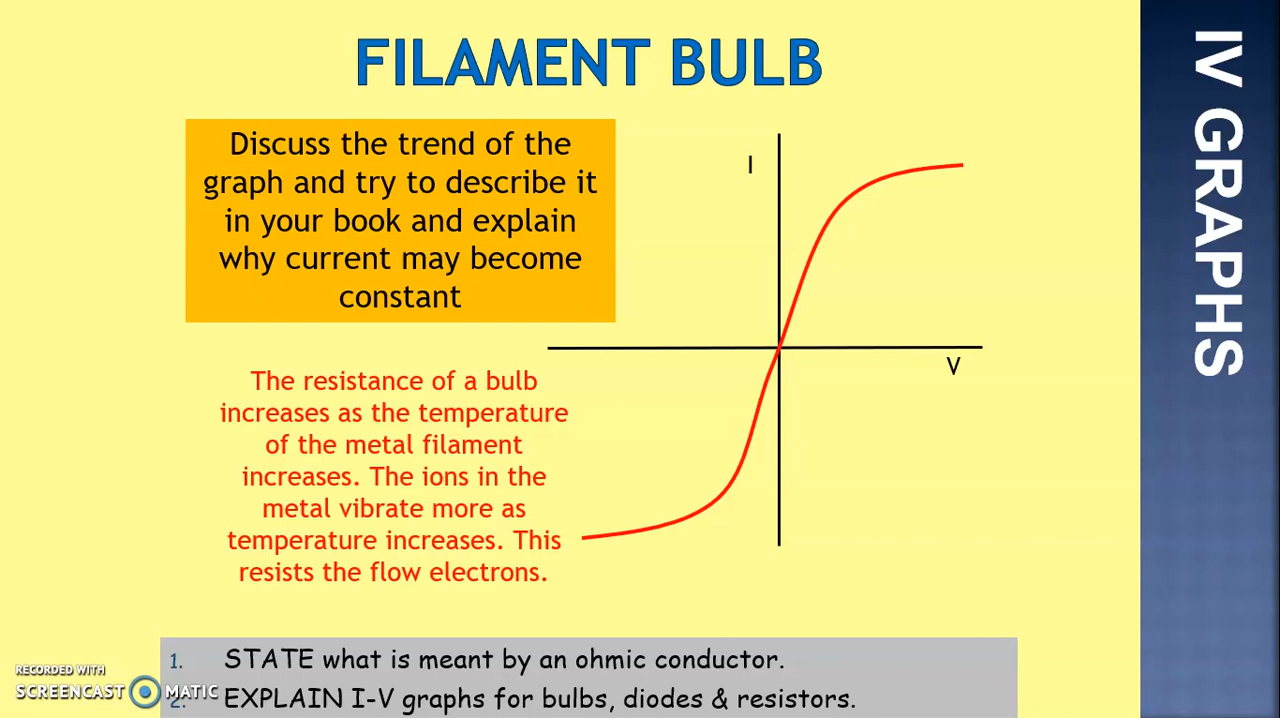 FILAMENT BULB
Discuss the trend of the
graph and try to describe it
in your book and explain
why current may become
constant
I
V
The resistance of a bulb
increases as the temperature
of the metal filament
increases. The ions in the
metal vibrate more as
temperature increases. This
resists the flow electrons.
1. STATE what is meant by an ohmic conductor.
2. EXPLAIN I-V graphs for bulbs, diodes & resistors.
IV GRAPHS
RECORDED WITH
SCREENCAST MATIC